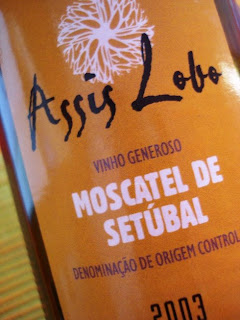 Assis Lobo
VINHO GENEROSO
MOSCATEL DE
SETÚBAL
DENOMINAÇÃO DE ORIGEM CONTROL
2003